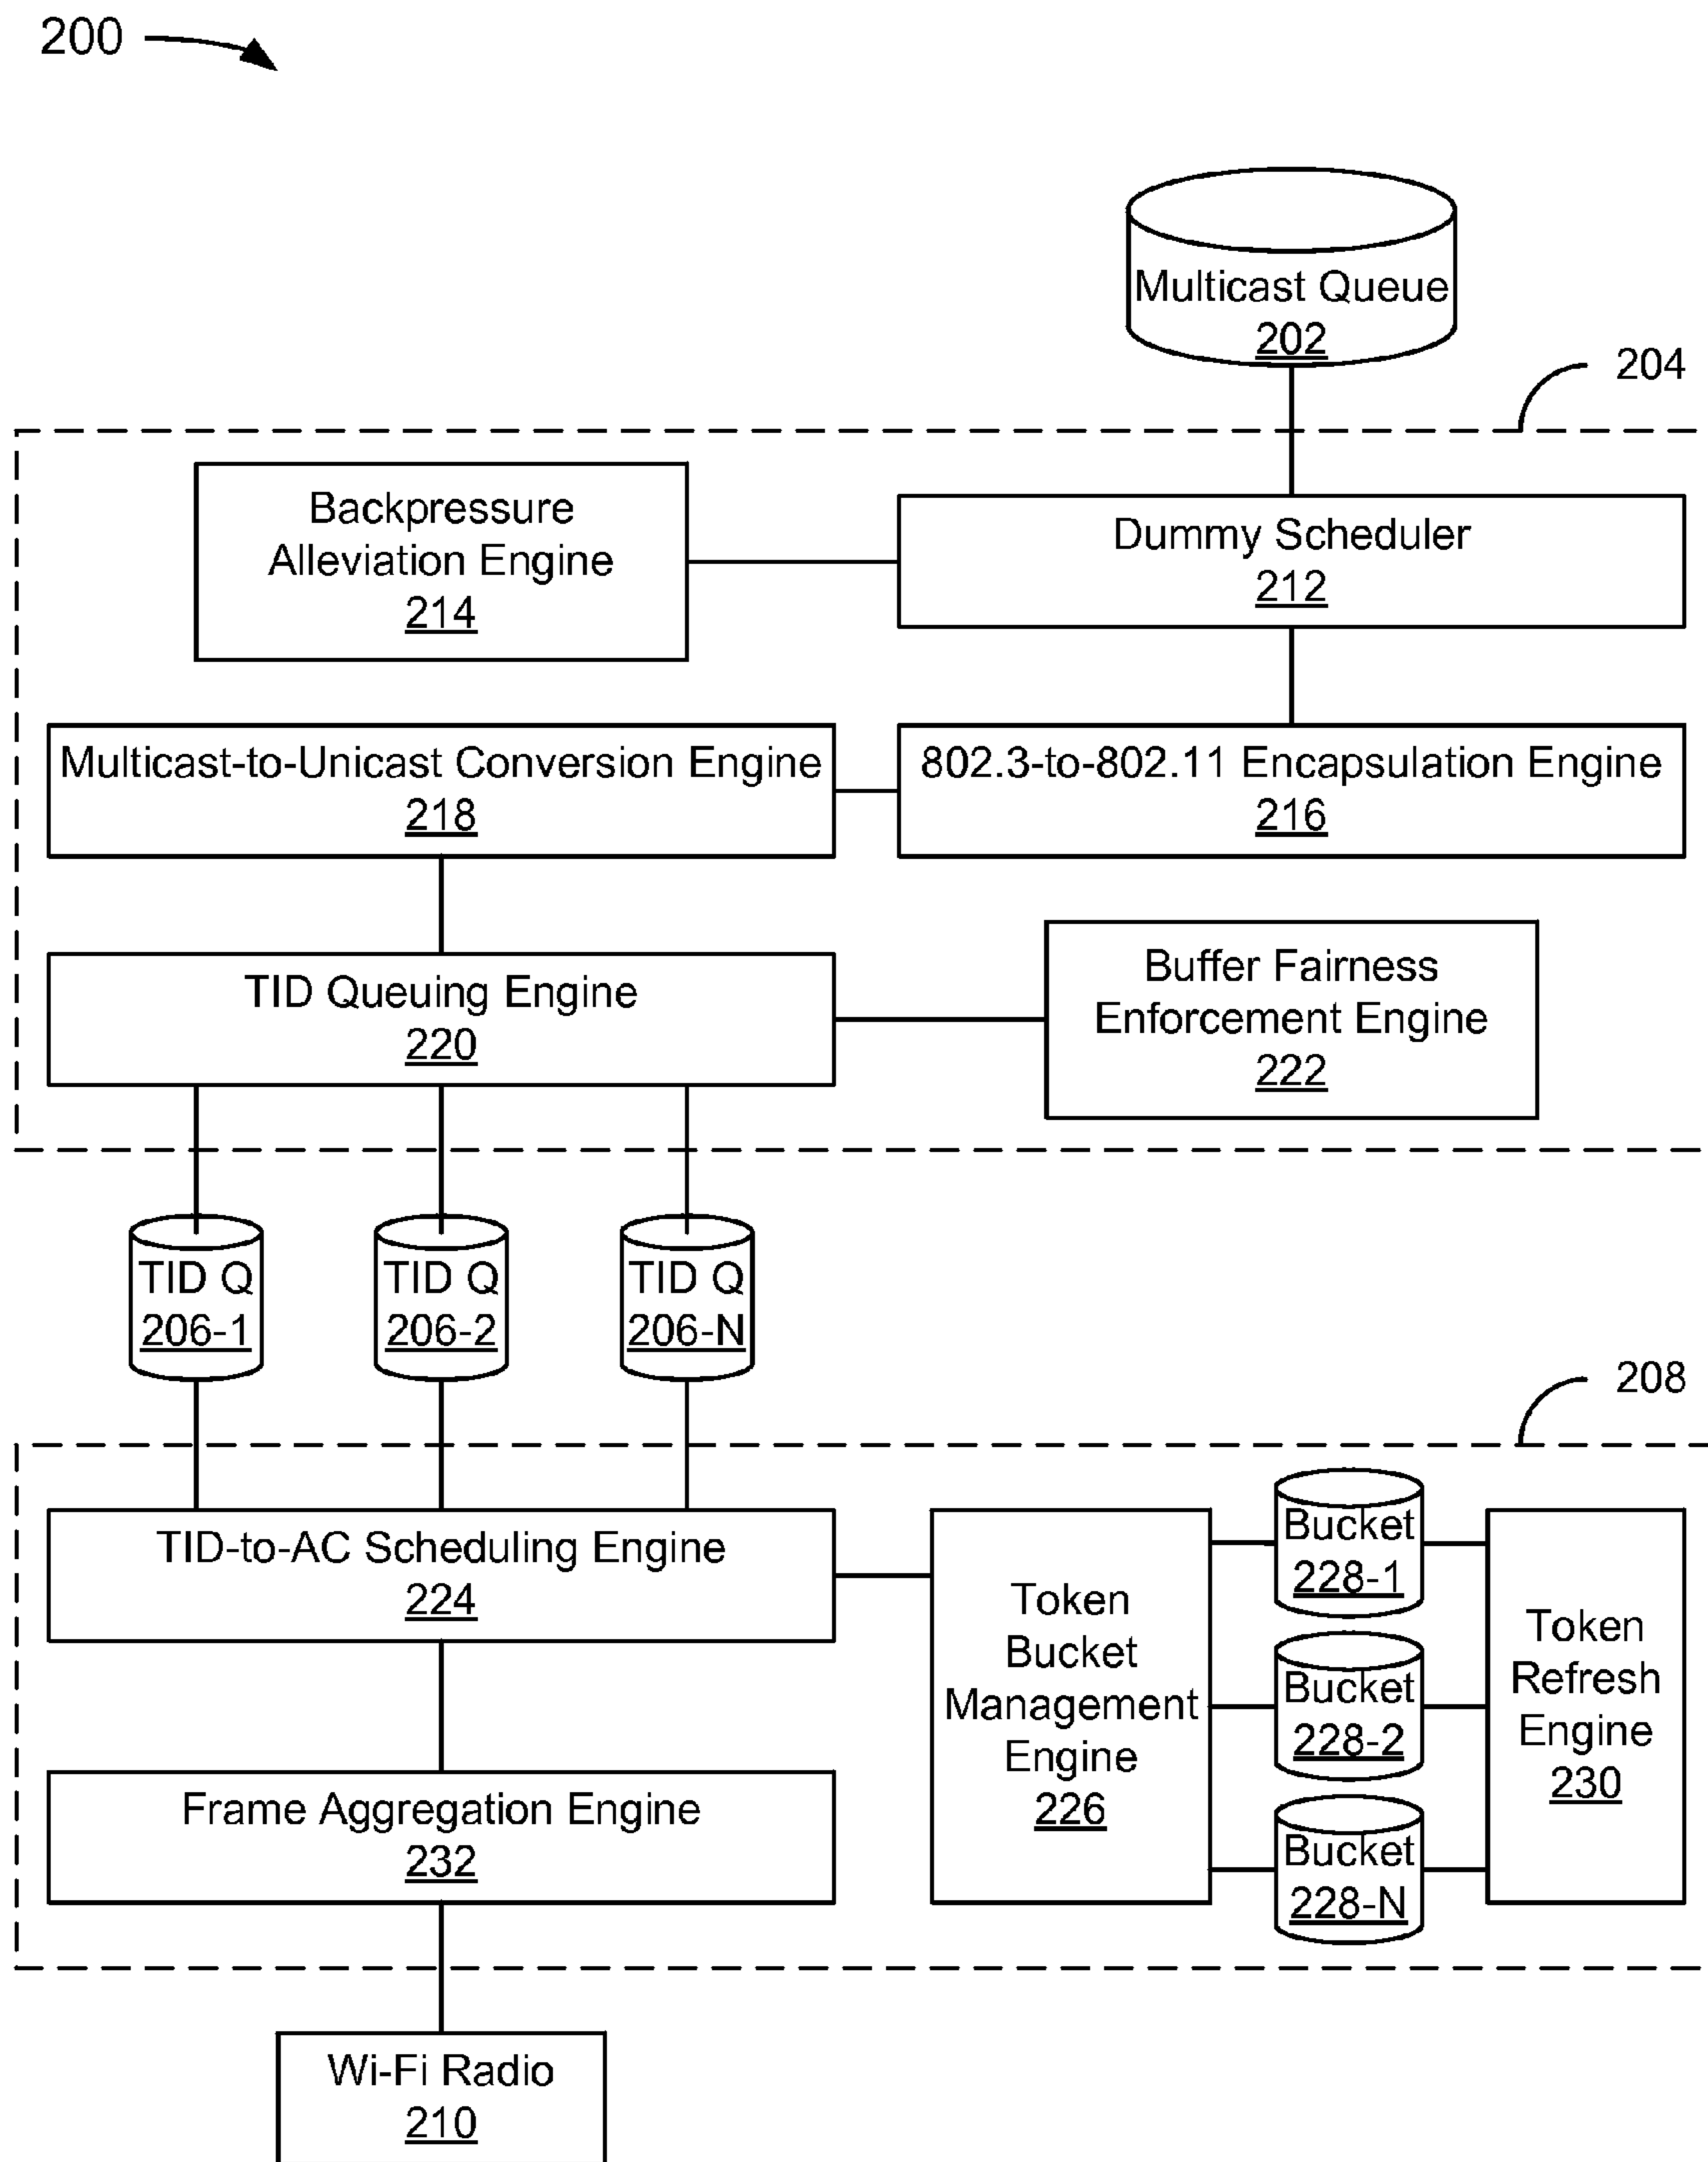 200
Multicast Queue
202
204
Backpressure
Alleviation Engine
214
Dummy Scheduler
212
Multicast-to-Unicast Conversion Engine
218
802.3-to-802.11 Encapsulation Engine
216
TID Queuing Engine
220
Buffer Fairness
Enforcement Engine
222
TID Q
206-1
TID Q
206-2
TID Q
206-N
208
TID-to-AC Scheduling Engine
224
Token
Bucket
Management
Engine
226
Bucket
228-1
Bucket
228-2
Bucket
228-N
Token
Refresh
Engine
230
Frame Aggregation Engine
232
Wi-Fi Radio
210